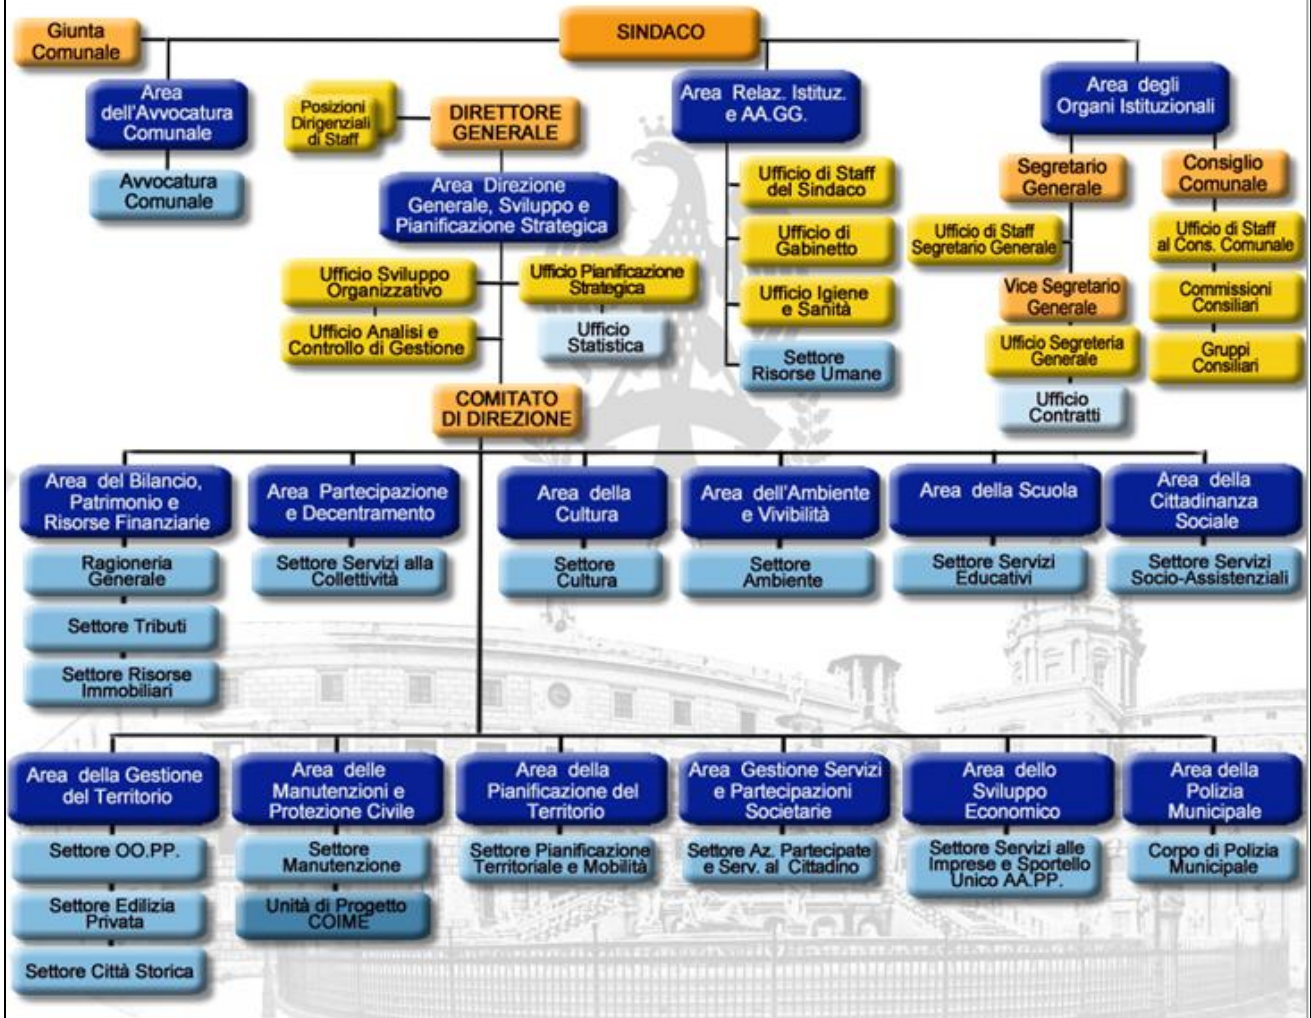 Giunta
Comunale
SINDACO
Area
dell'Avvocatura
Comunale
Avvocatura
Comunale
Posizioni
Dirigenziali
di Staff
DIRETTORE
GENERALE
Area Direzione
Generale, Sviluppo e
Pianificazione Strategica
Ufficio Sviluppo
Organizzativo
Ufficio Pianificazione
Strategica
Ufficio Analisi e
Controllo di Gestione
Ufficio
Statistica
COMITATO
DI DIREZIONE
Area Relaz. Istituz.
e AA.GG.
Ufficio di Staff
del Sindaco
Ufficio di
Gabinetto
Ufficio Igiene
e Sanità
Settore
Risorse Umane
Area degli
Organi Istituzionali
Segretario
Generale
Ufficio di Staff
Segretario Generale
Vice Segretario
Generale
Ufficio Segreteria
Generale
Ufficio
Contratti
Consiglio
Comunale
Ufficio di Staff
al Cons. Comunale
Commissioni
Consiliari
Gruppi
Consiliari
Area del Bilancio,
Patrimonio e
Risorse Finanziarie
Ragioneria
Generale
Settore Tributi
Settore Risorse
Immobiliari
Area Partecipazione
e Decentramento
Settore Servizi alla
Collettività
Area della
Cultura
Settore
Cultura
Area dell'Ambiente
e Vivibilità
Settore
Ambiente
Area della Scuola
Settore Servizi
Educativi
Area della
Cittadinanza
Sociale
Settore Servizi
Socio-Assistenziali
Area della Gestione
del Territorio
Settore OO.PP.
Settore Edilizia
Privata
Settore Città Storica
Area delle
Manutenzioni e
Protezione Civile
Settore
Manutenzione
Unità di Progetto
COIME
Area della
Pianificazione del
Territorio
Settore Pianificazione
Territoriale e Mobilità
Area Gestione Servizi
e Partecipazioni
Societarie
Settore Az. Partecipate
e Serv. al Cittadino
Area dello
Sviluppo
Economico
Settore Servizi alle
Imprese e Sportello
Unico AA.PP.
Area della
Polizia
Municipale
Corpo di Polizia
Municipale